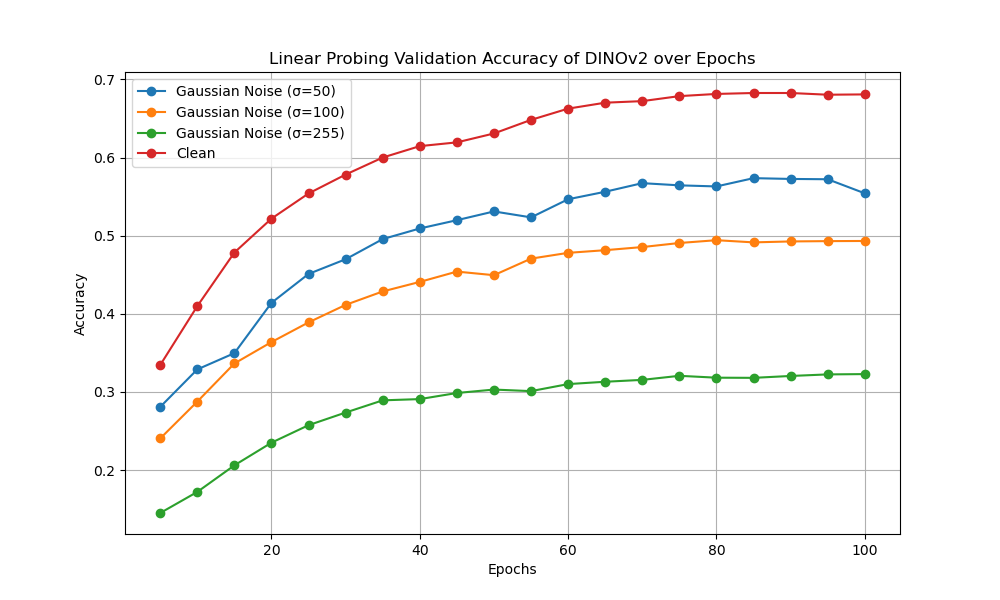 Linear Probing Validation Accuracy of DINOv2 over Epochs
Gaussian Noise (σ=50)
Gaussian Noise (σ=100)
Gaussian Noise (σ=255)
Clean
0.7
0.6
0.5
0.4
0.3
0.2
Accuracy
20 40 60 80 100
Epochs